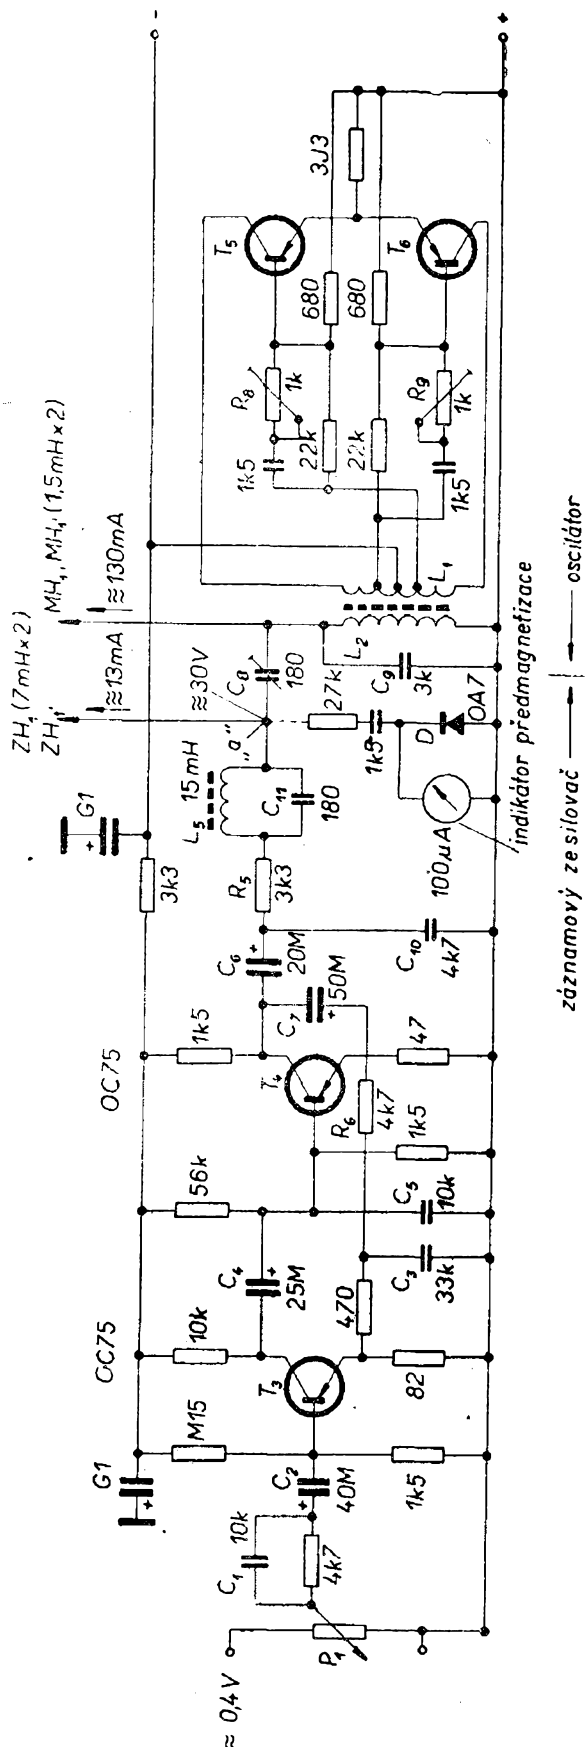 ≈ 0,4V
P₁
C₁
10k
4k7
C₂
40M
G1
+
M15
1k5
OC75
10k
T₃
82
470
C₄
25M
+
C₃
33k
56k
C₅
10k
R₆
4k7
1k5
OC75
1k5
T₄
47
C₇
50M
+
C₆
20M
+
C₁₀
4k7
3k3
G1
+
R₅
3k3
L₅
15mH
C₁₁
180
"a"
≈30V
ZH₁ (7mH×2)
ZH₁'
≈13mA
MH₁, MH₁' (1,5mH×2)
≈130mA
C₈
180
27k
1k5
100µA
D
OA7
C₉
3k
L₂
L₁
indikátor předmagnetizace
1k5
R₈
1k
22k
680
T₅
22k
680
1k5
R₉
1k
T₆
3J3
-
+
záznamový zesilovač
oscilátor